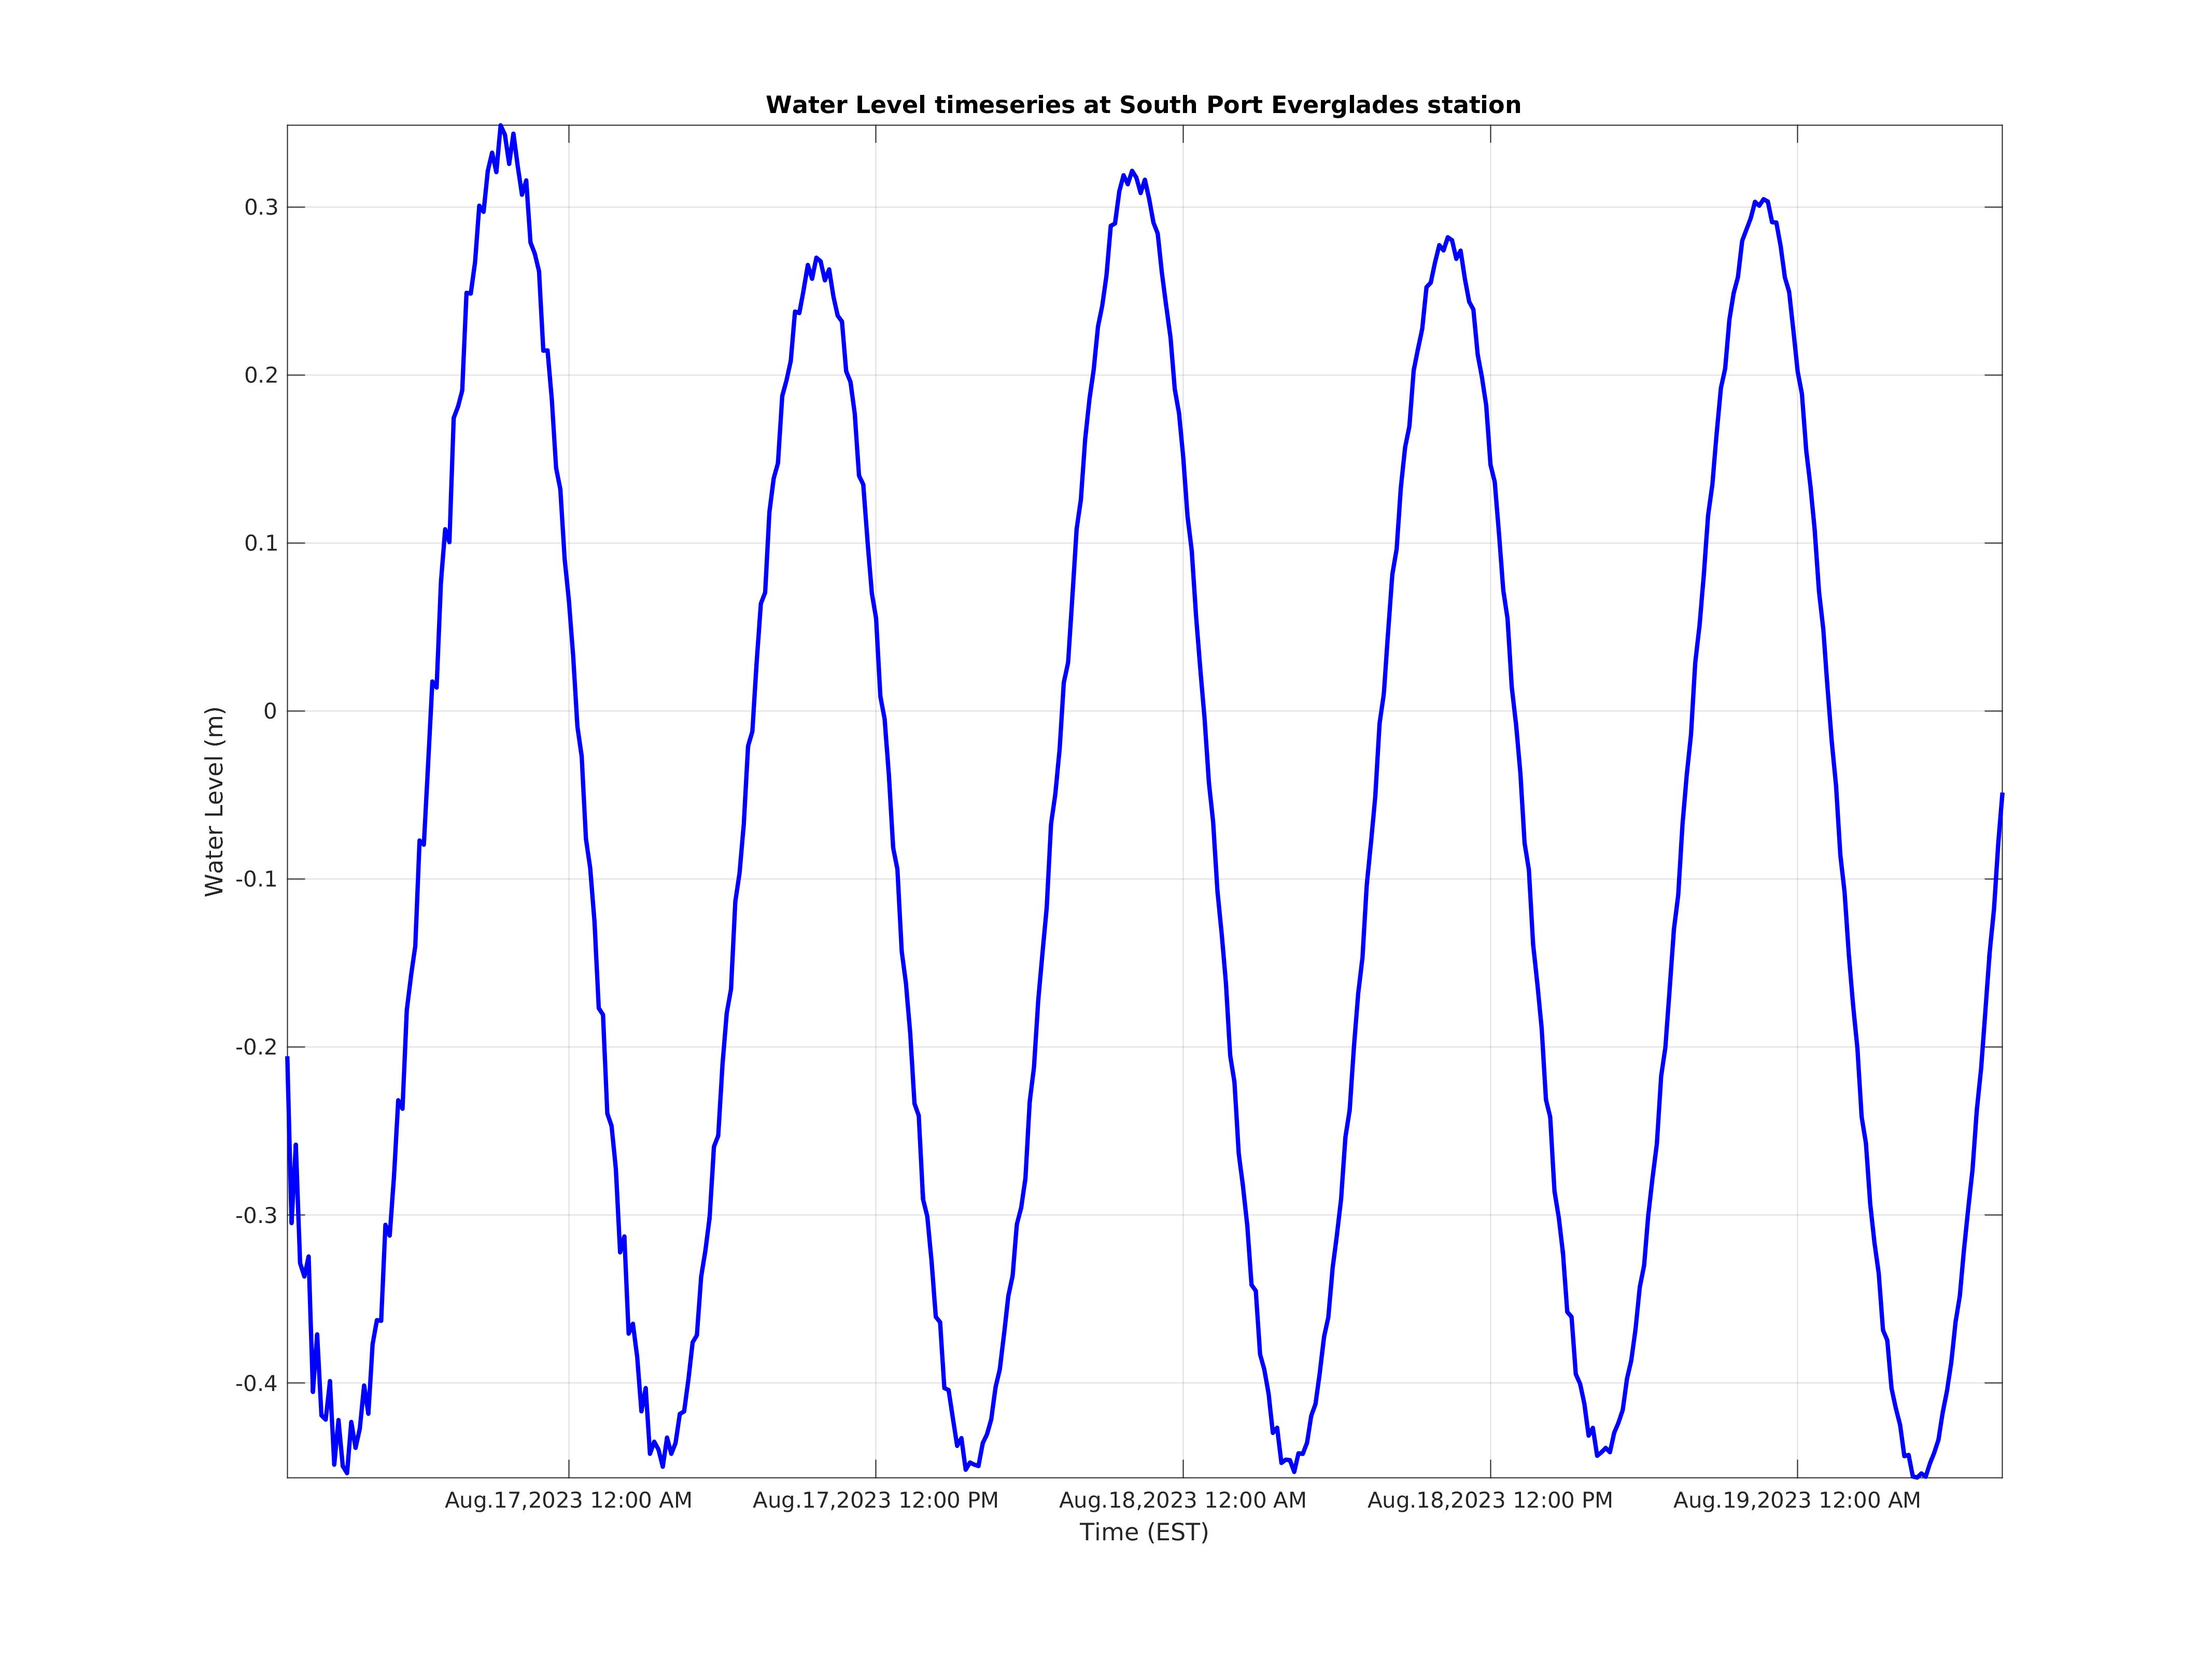 Water Level timeseries at South Port Everglades station
0.3
0.2
0.1
0
-0.1
-0.2
-0.3
-0.4
Water Level (m)
Aug.17,2023 12:00 AM
Aug.17,2023 12:00 PM
Aug.18,2023 12:00 AM
Aug.18,2023 12:00 PM
Aug.19,2023 12:00 AM
Time (EST)